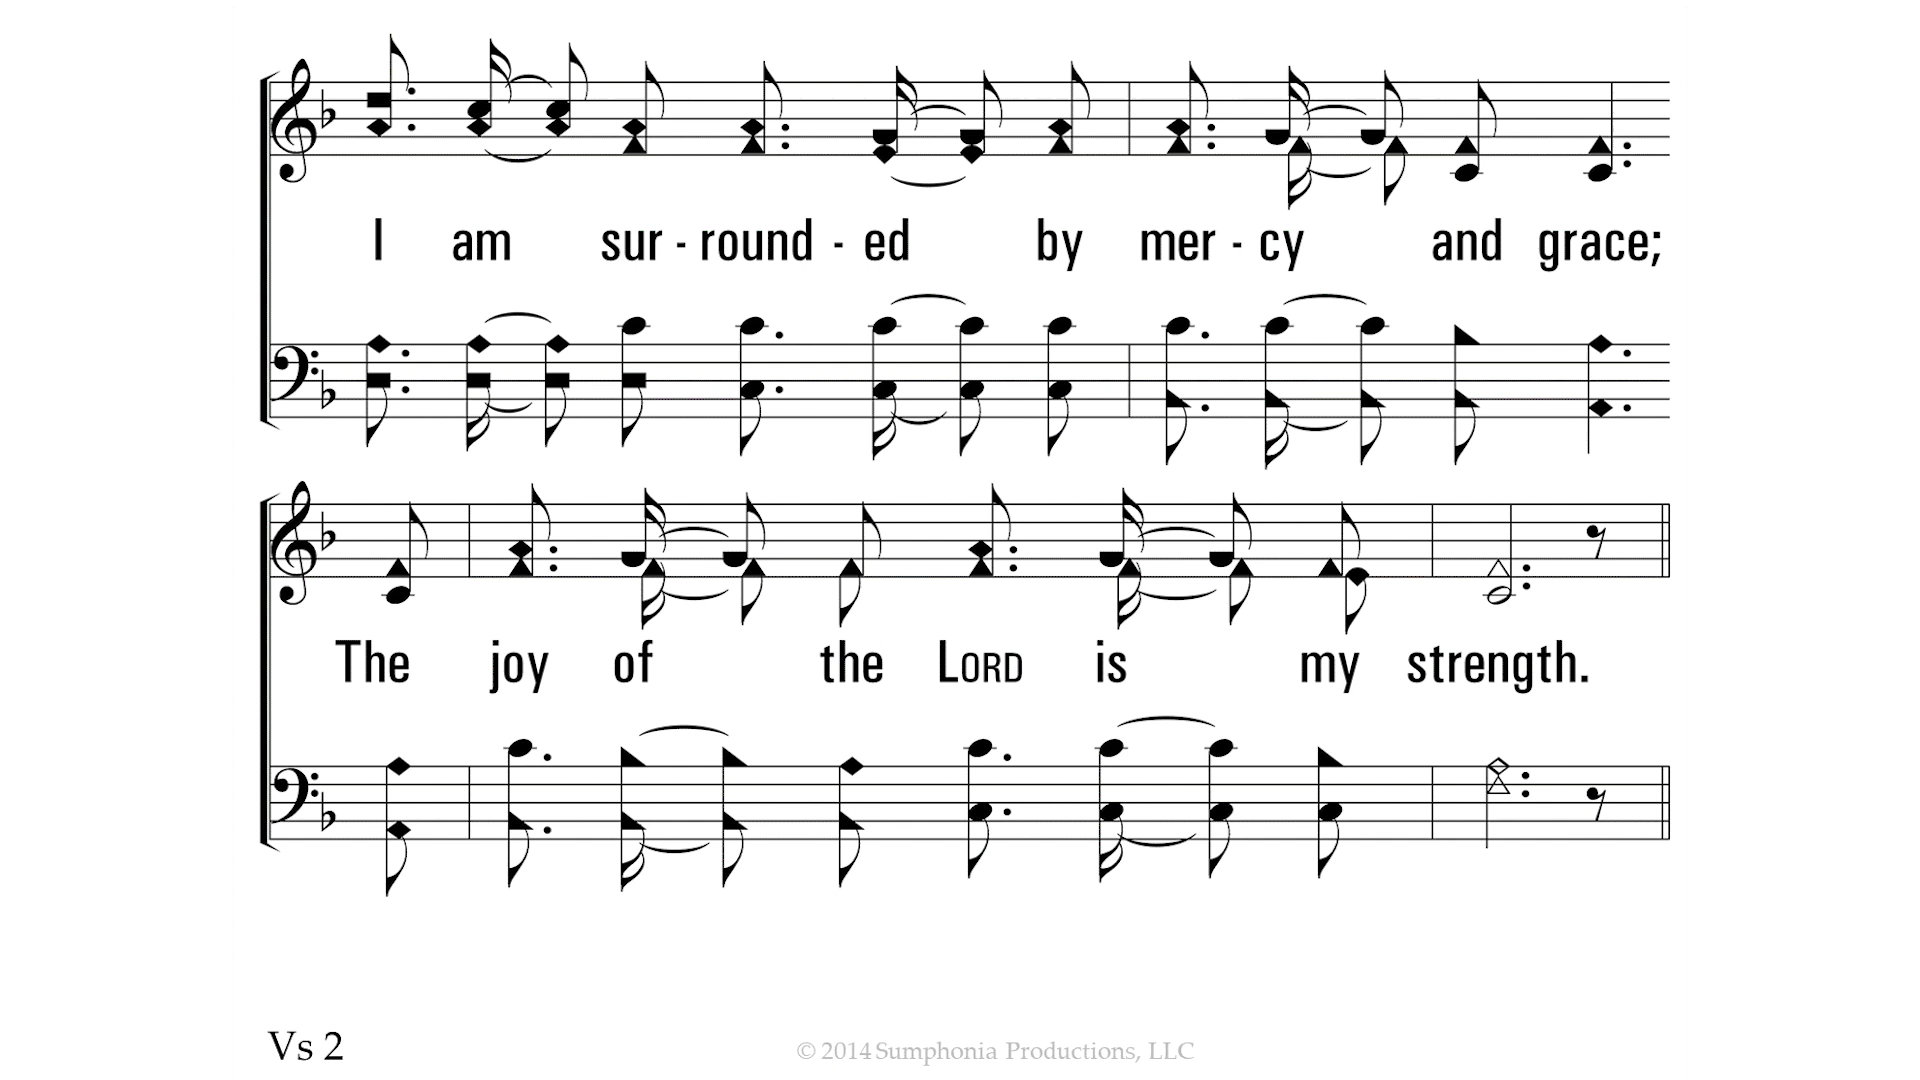 I am sur - round - ed by mer - cy and grace;
The joy of the LORD is my strength.
Vs 2
© 2014 Sumphonia Productions, LLC